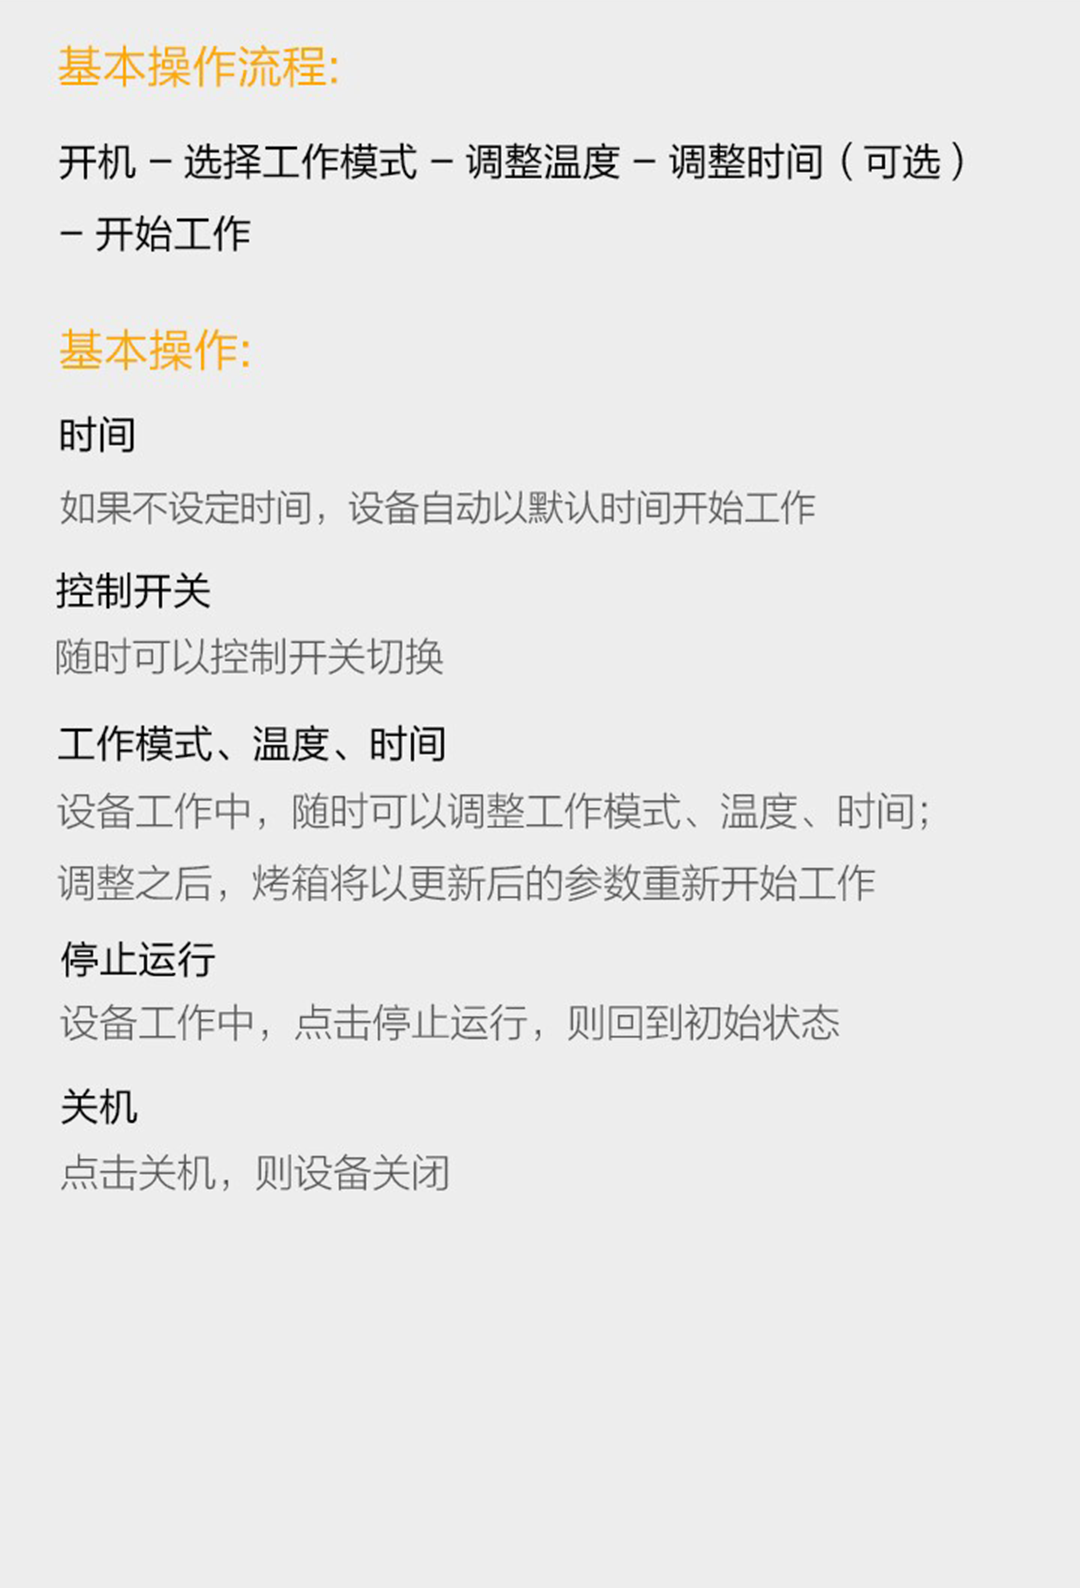 基本操作流程:
开机 – 选择工作模式 – 调整温度 – 调整时间（可选）
– 开始工作
基本操作:
时间
如果不设定时间，设备自动以默认时间开始工作
控制开关
随时可以控制开关切换
工作模式、温度、时间
设备工作中，随时可以调整工作模式、温度、时间；
调整之后，烤箱将以更新后的参数重新开始工作
停止运行
设备工作中，点击停止运行，则回到初始状态
关机
点击关机，则设备关闭